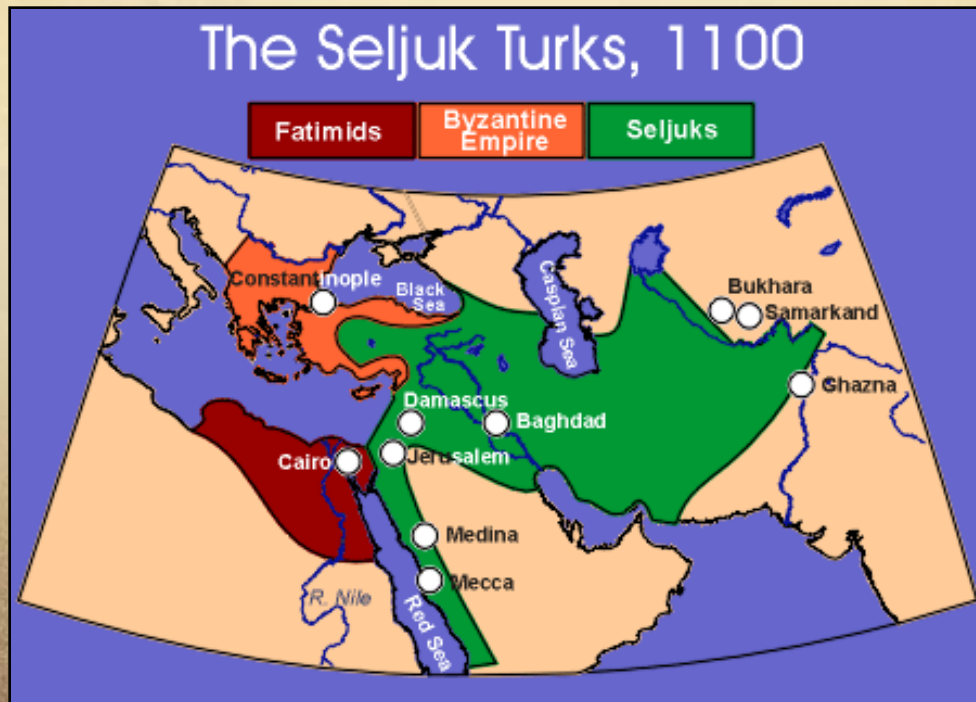 The Seljuk Turks, 1100
Fatimids
Byzantine
Empire
Seljuks
Constantinople
Black
Sea
Caspian Sea
Bukhara
Samarkand
Ghazna
Damascus
Baghdad
Jerusalem
Cairo
Medina
Mecca
R. Nile
Red Sea